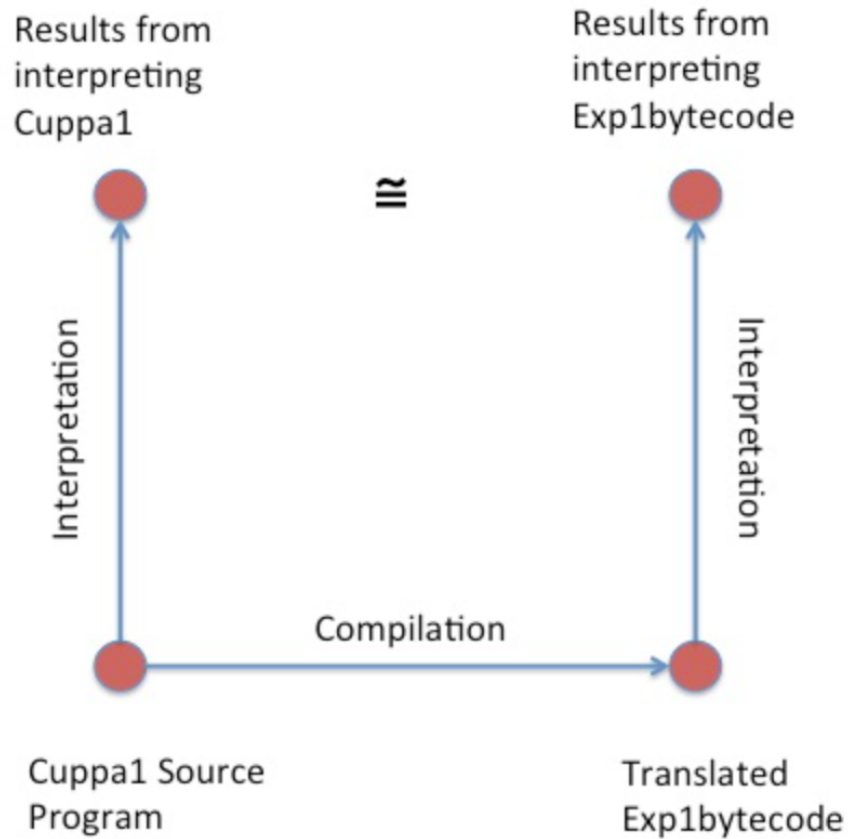 Results from
interpreting
Cuppa1
Results from
interpreting
Exp1bytecode
≅
Interpretation
Interpretation
Compilation
Cuppa1 Source
Program
Translated
Exp1bytecode